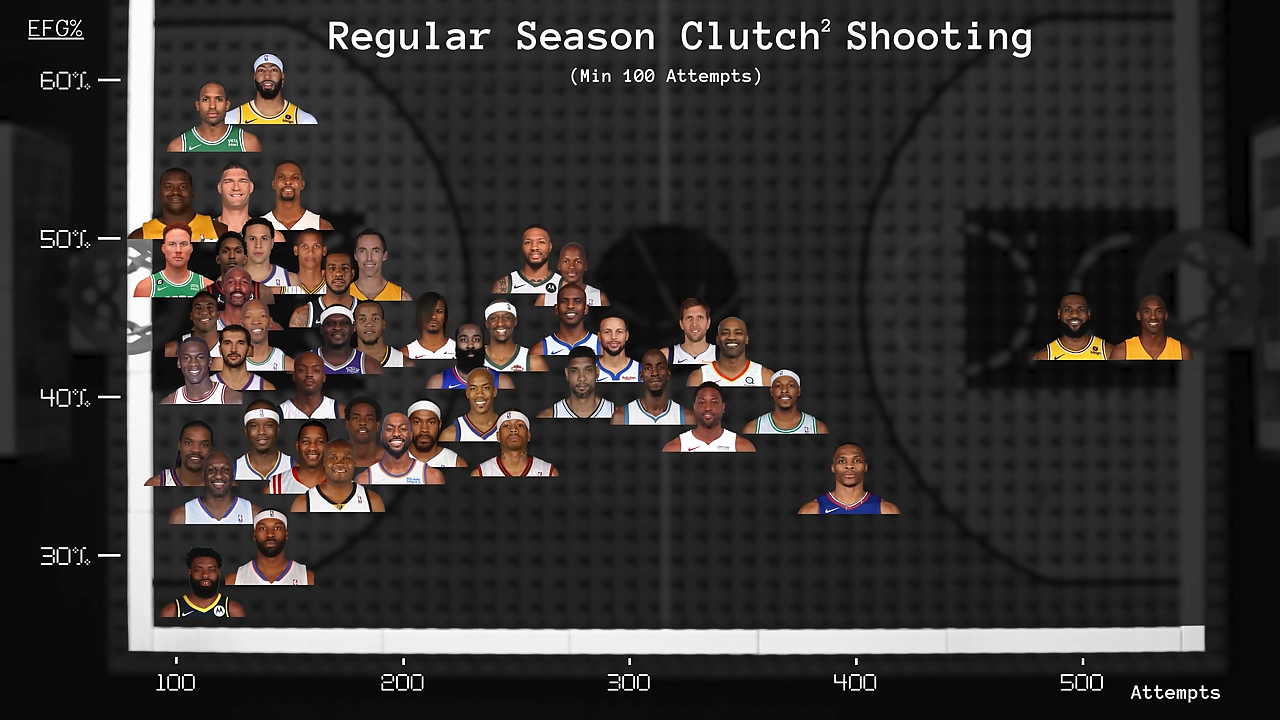 EFG%
Regular Season Clutch² Shooting
(Min 100 Attempts)
60%
50%
40%
30%
100
200
300
400
500
Attempts